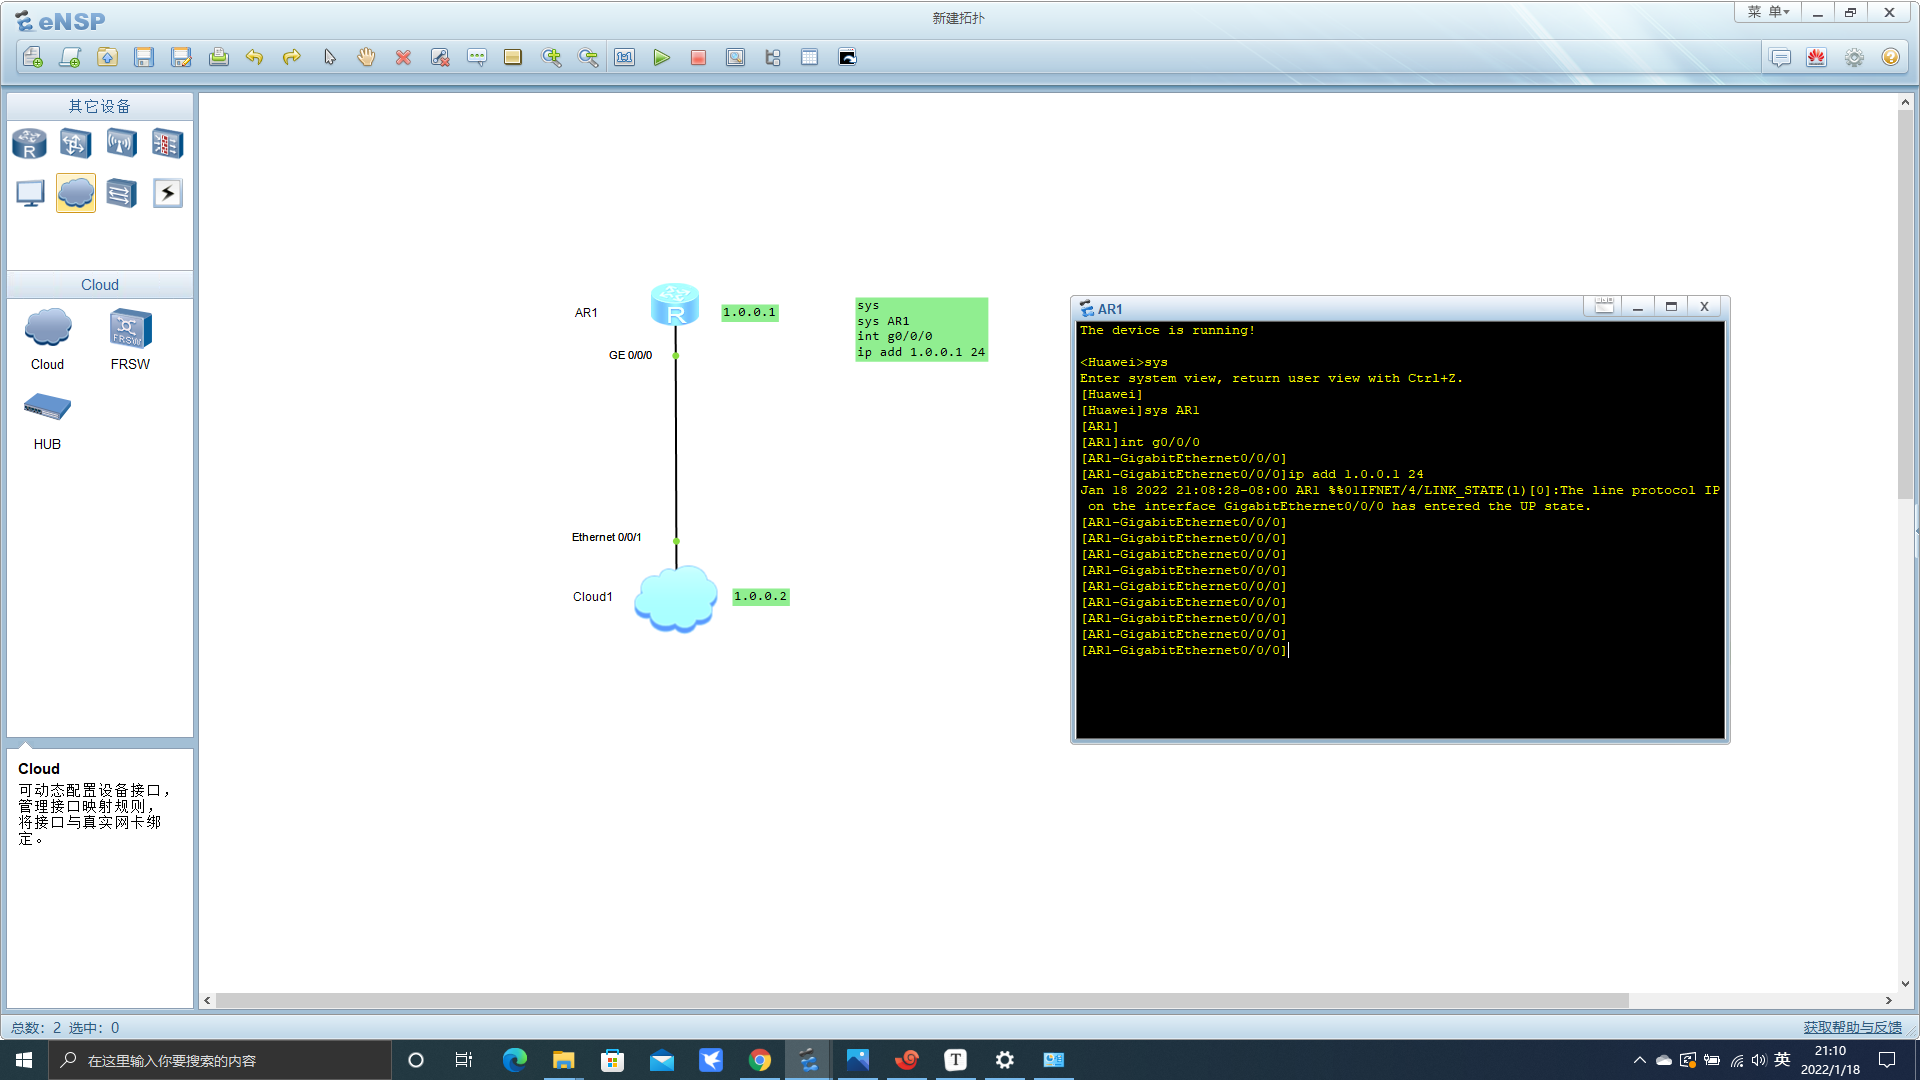 eNSP
新建拓扑
菜 单
其它设备
R
Cloud
Cloud
FRSW
FRSW
HUB
Cloud
可动态配置设备接口，
管理接口映射规则，
将接口与真实网卡绑
定。
AR1
R
1.0.0.1
GE 0/0/0
Ethernet 0/0/1
Cloud1
1.0.0.2
sys
sys AR1
int g0/0/0
ip add 1.0.0.1 24
AR1
The device is running!
<Huawei>sys
Enter system view, return user view with Ctrl+Z.
[Huawei]
[Huawei]sys AR1
[AR1]
[AR1]int g0/0/0
[AR1-GigabitEthernet0/0/0]
[AR1-GigabitEthernet0/0/0]ip add 1.0.0.1 24
Jan 18 2022 21:08:28-08:00 AR1 %%01IFNET/4/LINK_STATE(l)[0]:The line protocol IP
on the interface GigabitEthernet0/0/0 has entered the UP state.
[AR1-GigabitEthernet0/0/0]
[AR1-GigabitEthernet0/0/0]
[AR1-GigabitEthernet0/0/0]
[AR1-GigabitEthernet0/0/0]
[AR1-GigabitEthernet0/0/0]
[AR1-GigabitEthernet0/0/0]
[AR1-GigabitEthernet0/0/0]
[AR1-GigabitEthernet0/0/0]
[AR1-GigabitEthernet0/0/0]
总数: 2 选中: 0
获取帮助与反馈
在这里输入你要搜索的内容
T
英
21:10
2022/1/18